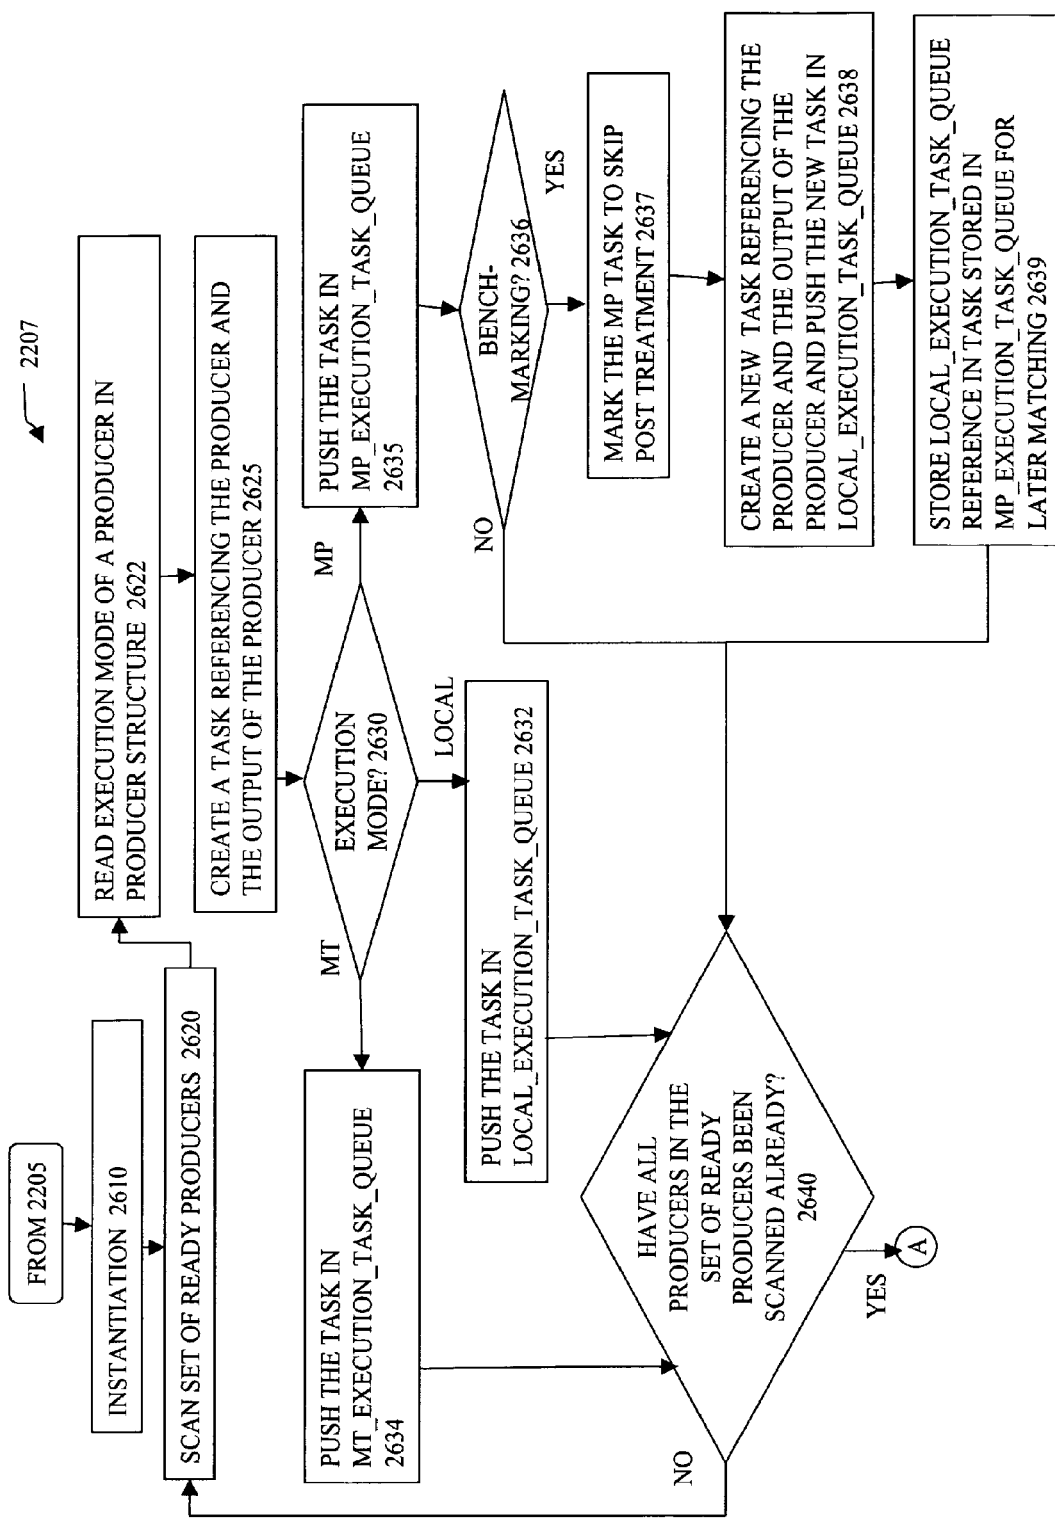 2207
FROM 2205
INSTANTIATION 2610
SCAN SET OF READY PRODUCERS 2620
READ EXECUTION MODE OF A PRODUCER IN
PRODUCER STRUCTURE 2622
CREATE A TASK REFERENCING THE PRODUCER AND
THE OUTPUT OF THE PRODUCER 2625
EXECUTION
MODE? 2630
MT
LOCAL
MP
PUSH THE TASK IN
MT_EXECUTION_TASK_QUEUE
2634
PUSH THE TASK IN
LOCAL_EXECUTION_TASK_QUEUE 2632
PUSH THE TASK IN
MP_EXECUTION_TASK_QUEUE
2635
BENCH-
MARKING? 2636
NO
YES
MARK THE MP TASK TO SKIP
POST TREATMENT 2637
CREATE A NEW TASK REFERENCING THE
PRODUCER AND THE OUTPUT OF THE
PRODUCER AND PUSH THE NEW TASK IN
LOCAL_EXECUTION_TASK_QUEUE 2638
STORE LOCAL_EXECUTION_TASK_QUEUE
REFERENCE IN TASK STORED IN
MP_EXECUTION_TASK_QUEUE FOR
LATER MATCHING 2639
HAVE ALL
PRODUCERS IN THE
SET OF READY
PRODUCERS BEEN
SCANNED ALREADY?
2640
NO
YES
A